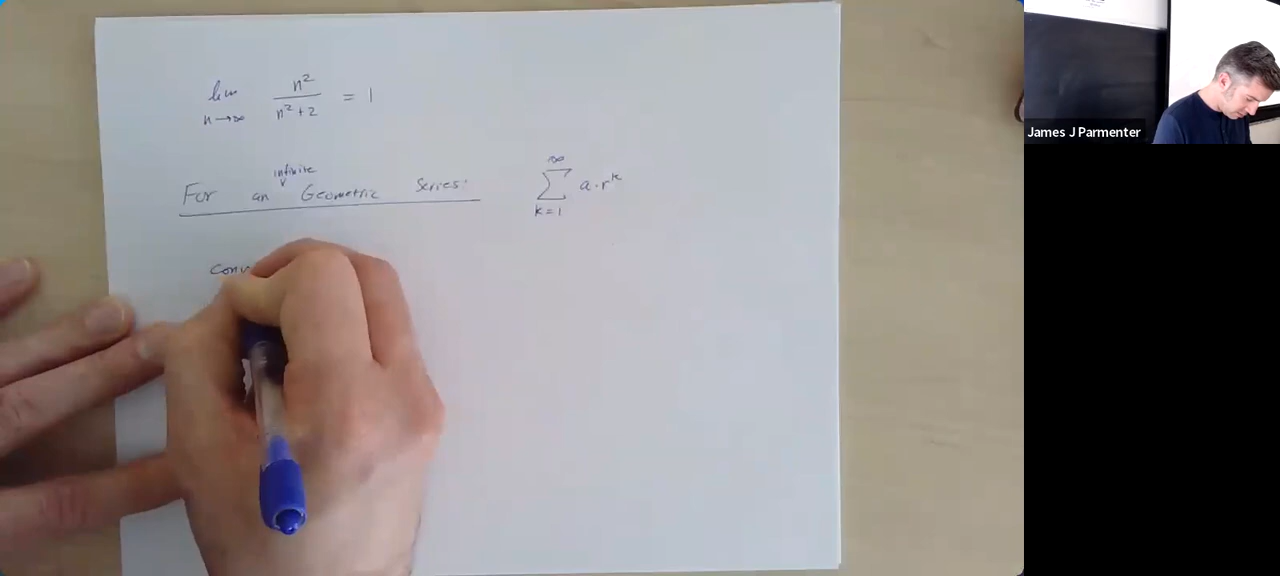 lim n→∞ n²/(n²+2) = 1
infinite
For an Geometric Series: ∑ k=1 ∞ a·r^k
James J Parmenter